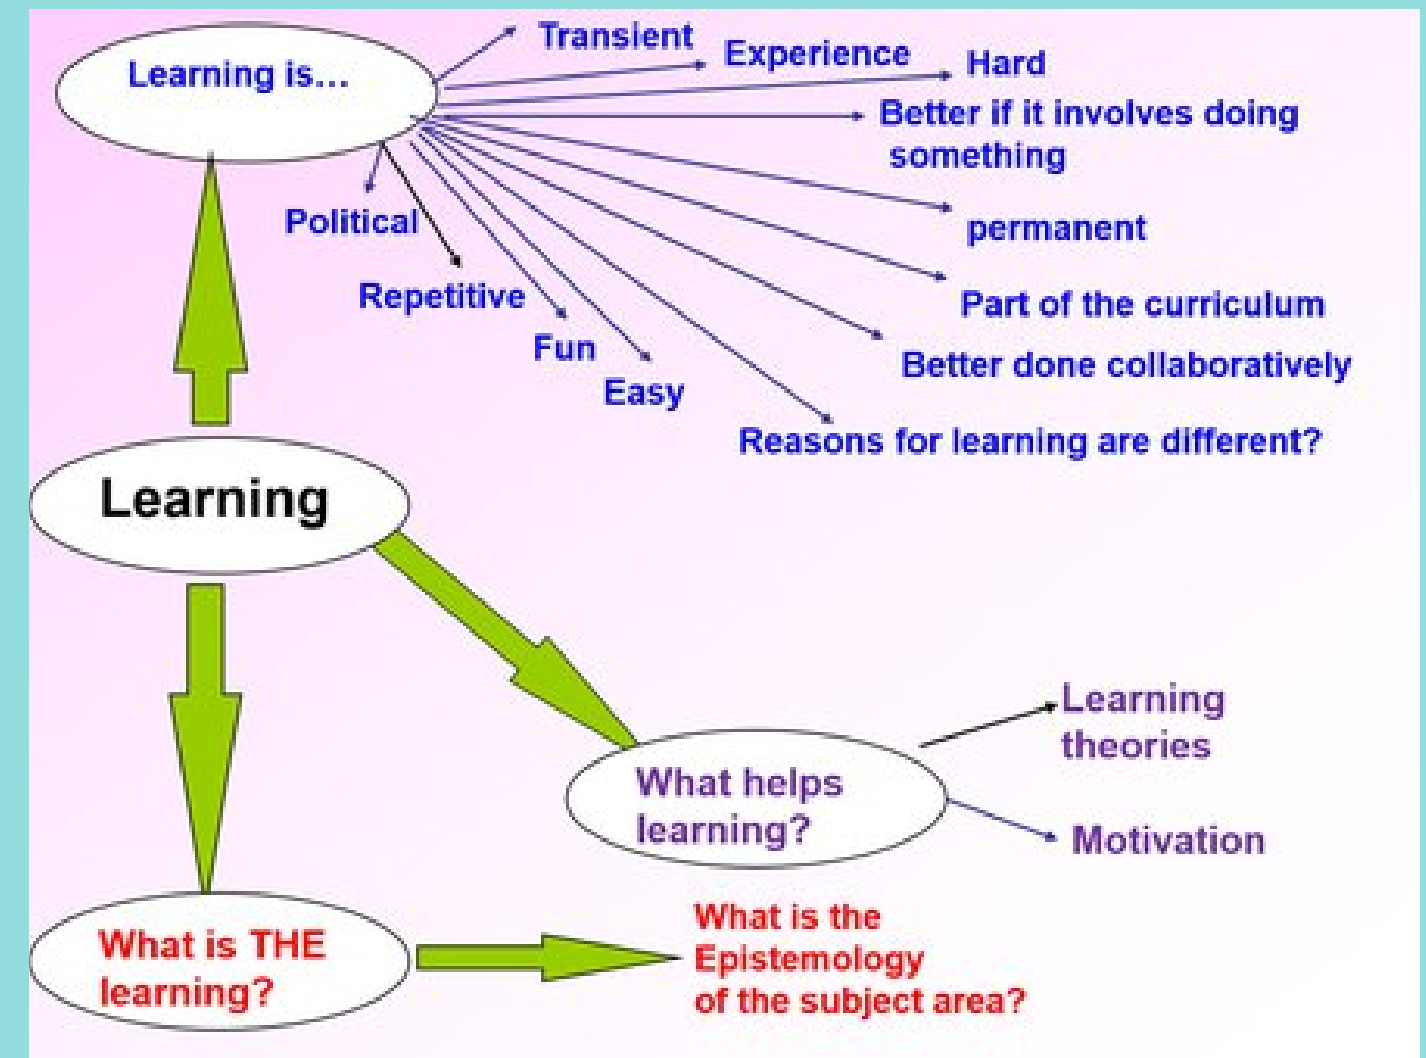 Learning is...
Transient
Experience
Hard
Better if it involves doing
something
permanent
Part of the curriculum
Better done collaboratively
Reasons for learning are different?
Easy
Fun
Repetitive
Political
Learning
What helps
learning?
Learning
theories
Motivation
What is THE
learning?
What is the
Epistemology
of the subject area?